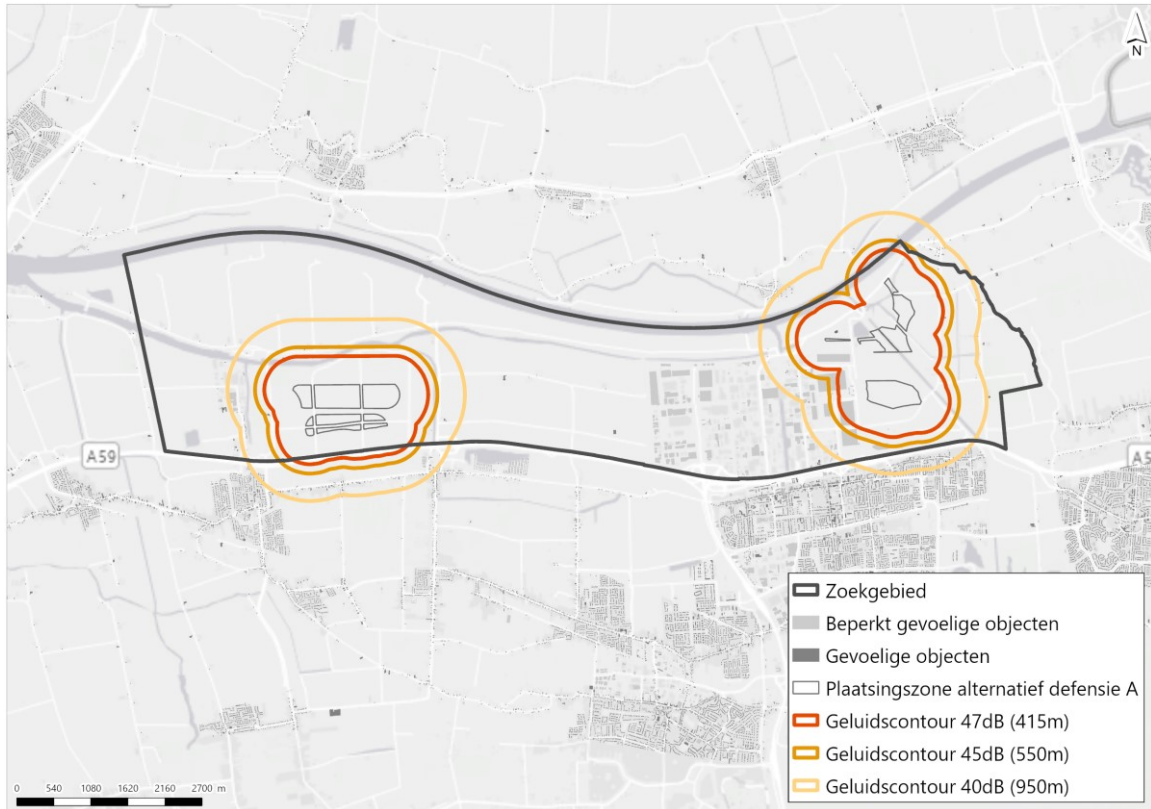 N
A59
A5
Zoekgebied
Beperkt gevoelige objecten
Gevoelige objecten
Plaatsingszone alternatief defensie A
Geluidscontour 47dB (415m)
Geluidscontour 45dB (550m)
Geluidscontour 40dB (950m)
0 540 1080 1620 2160 2700 m